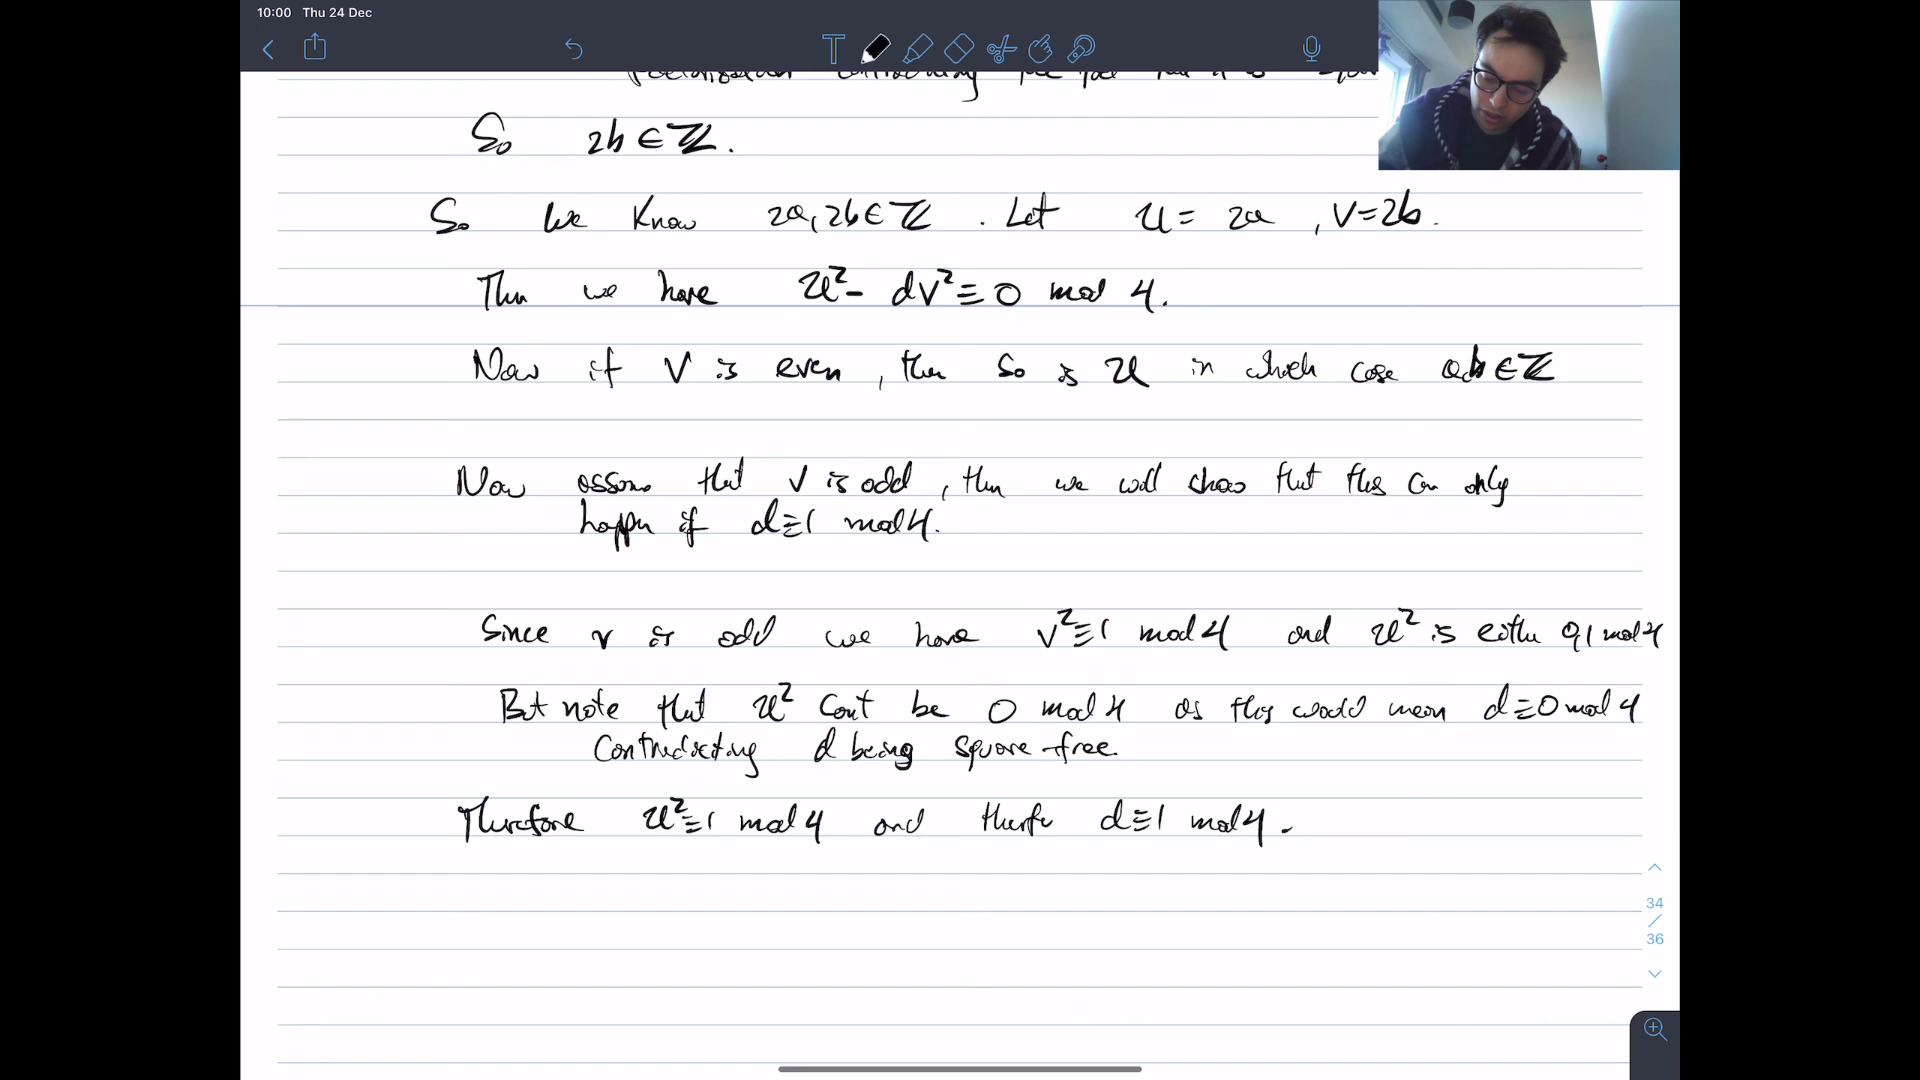 10:00 Thu 24 Dec
T
So 2b ∈ ℤ.
So we know 2a, 2b ∈ ℤ. Let u = 2a, v = 2b.
Then we have u² - dv² ≡ 0 mod 4.
Now if v is even, then so is u in which case a,b ∈ ℤ
Now assume that v is odd, then we will show that this can only
happen if d ≡ 1 mod 4.
Since v is odd we have v² ≡ 1 mod 4 and u² is either 0,1 mod 4
But note that u² can't be 0 mod 4 as this would mean d ≡ 0 mod 4
contradicting d being square-free.
Therefore u² ≡ 1 mod 4 and therefore d ≡ 1 mod 4.
34
36